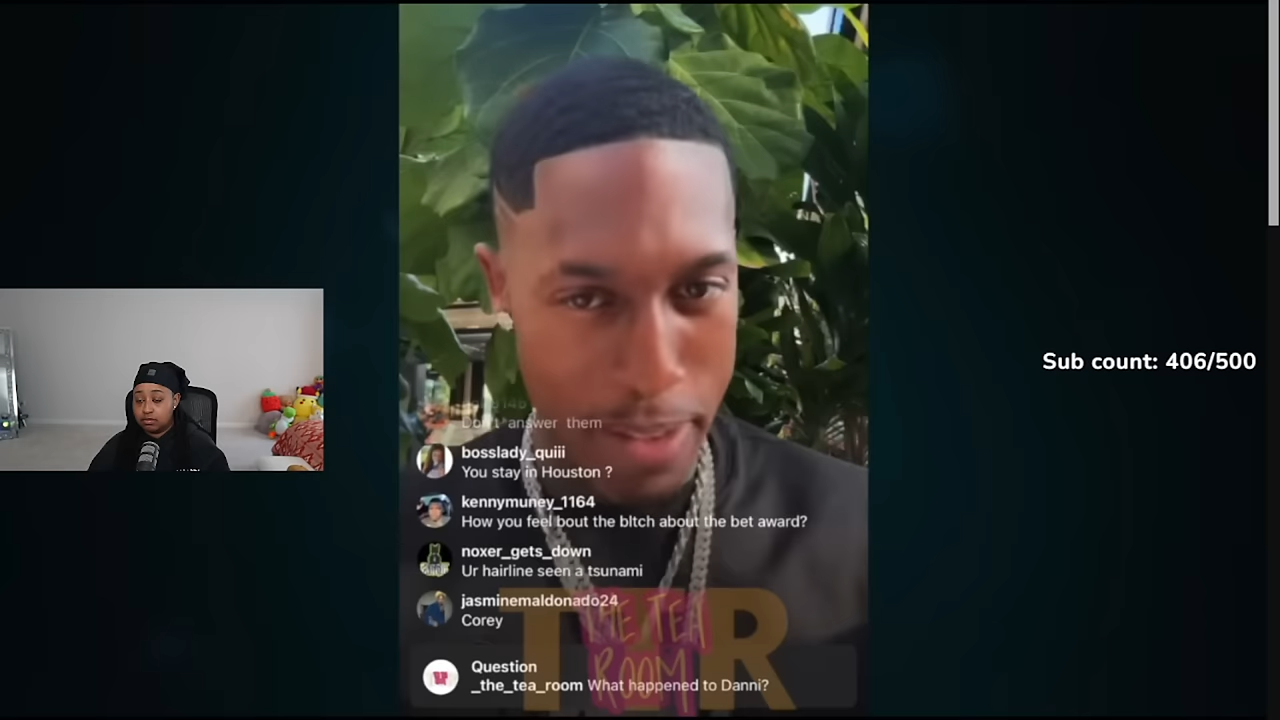 Don't answer them
bosslady_quiii
You stay in Houston ?
kennymuney_1164
How you feel bout the bltch about the bet award?
noxer_gets_down
Ur hairline seen a tsunami
jasminemaldonado24
Corey
THE TEA
ROOM
T R
Question
_the_tea_room What happened to Danni?
Sub count: 406/500